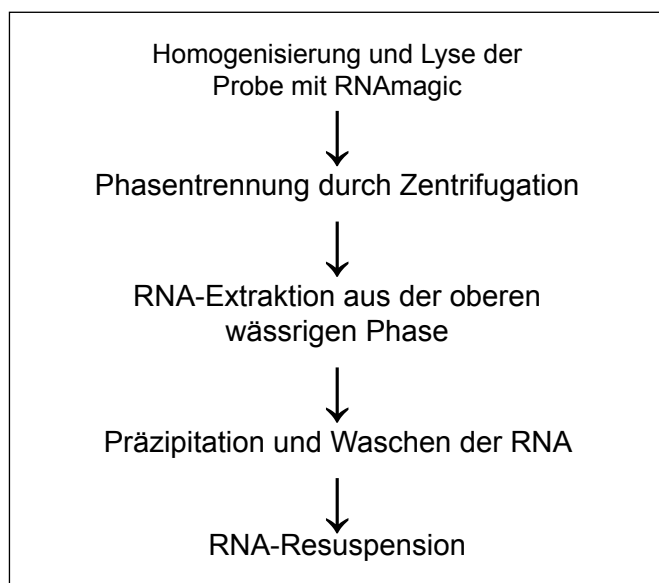 Homogenisierung und Lyse der
Probe mit RNAmagic
Phasentrennung durch Zentrifugation
RNA-Extraktion aus der oberen
wässrigen Phase
Präzipitation und Waschen der RNA
RNA-Resuspension